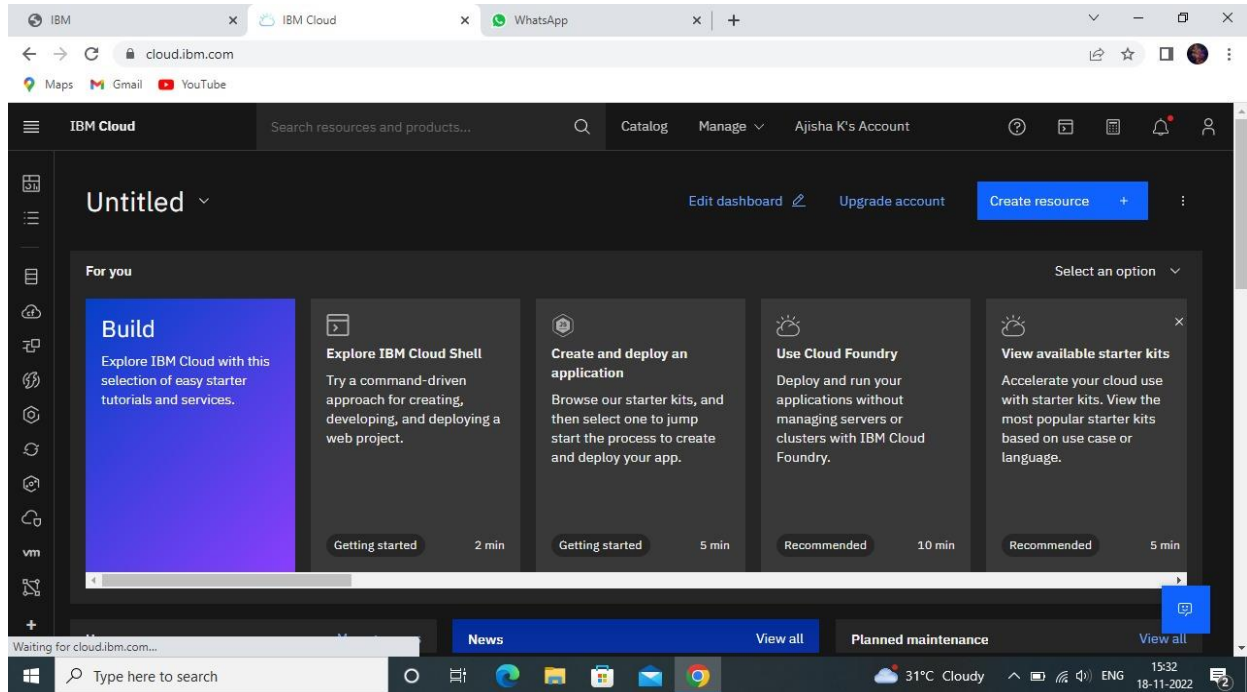 IBM
IBM Cloud
WhatsApp
cloud.ibm.com
Maps
Gmail
YouTube
IBM Cloud
Search resources and products...
Catalog
Manage
Ajisha K's Account
Untitled
Edit dashboard
Upgrade account
Create resource +
For you
Select an option
Build
Explore IBM Cloud with this
selection of easy starter
tutorials and services.
Explore IBM Cloud Shell
Try a command-driven
approach for creating,
developing, and deploying a
web project.
Getting started
2 min
Create and deploy an
application
Browse our starter kits, and
then select one to jump
start the process to create
and deploy your app.
Getting started
5 min
Use Cloud Foundry
Deploy and run your
applications without
managing servers or
clusters with IBM Cloud
Foundry.
Recommended
10 min
View available starter kits
Accelerate your cloud use
with starter kits. View the
most popular starter kits
based on use case or
language.
Recommended
5 min
cf
vm
News
View all
Planned maintenance
View all
Waiting for cloud.ibm.com...
Type here to search
31°C Cloudy
ENG
15:32
18-11-2022
2